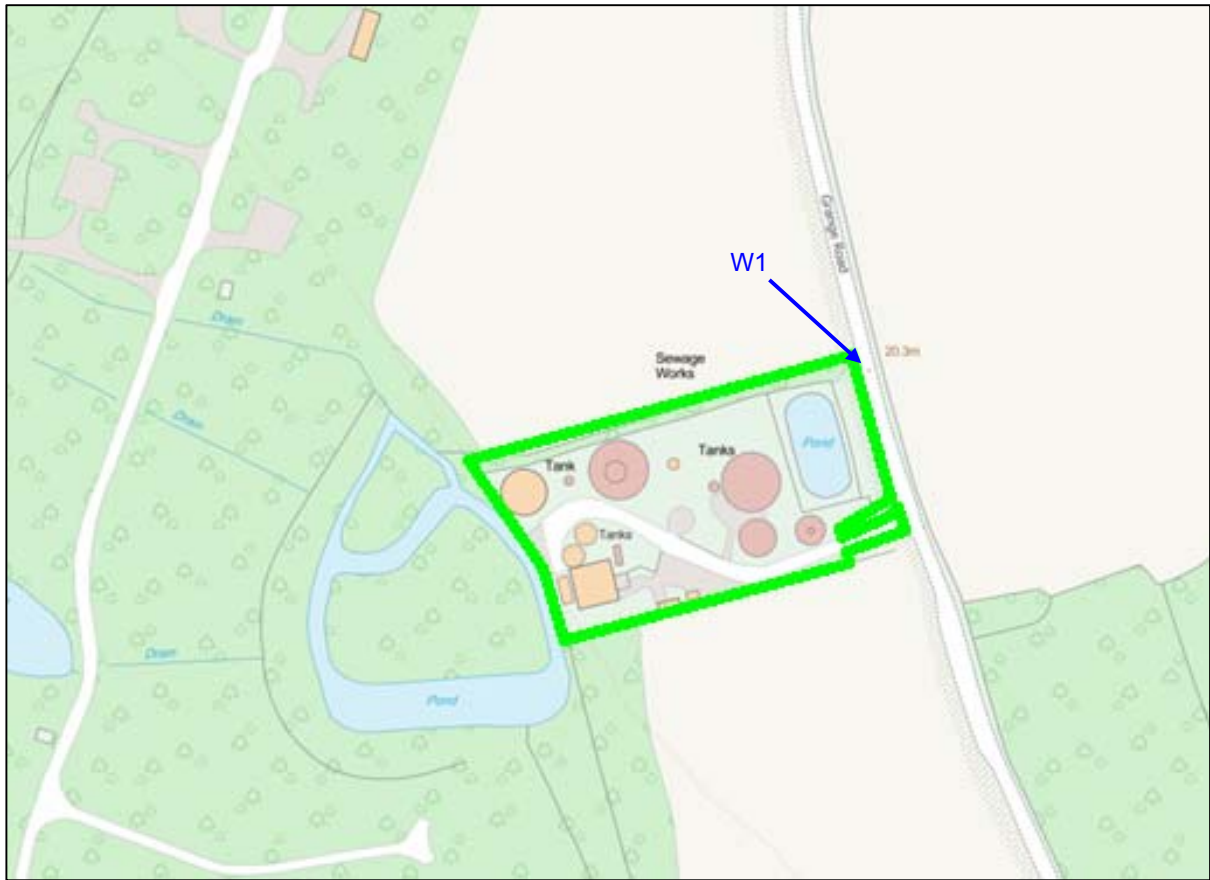 W1
Grange Road
20.3m
Drain
Sewage
Works
Drain
Pond
Tank
Tanks
Tanks
Drain
Pond